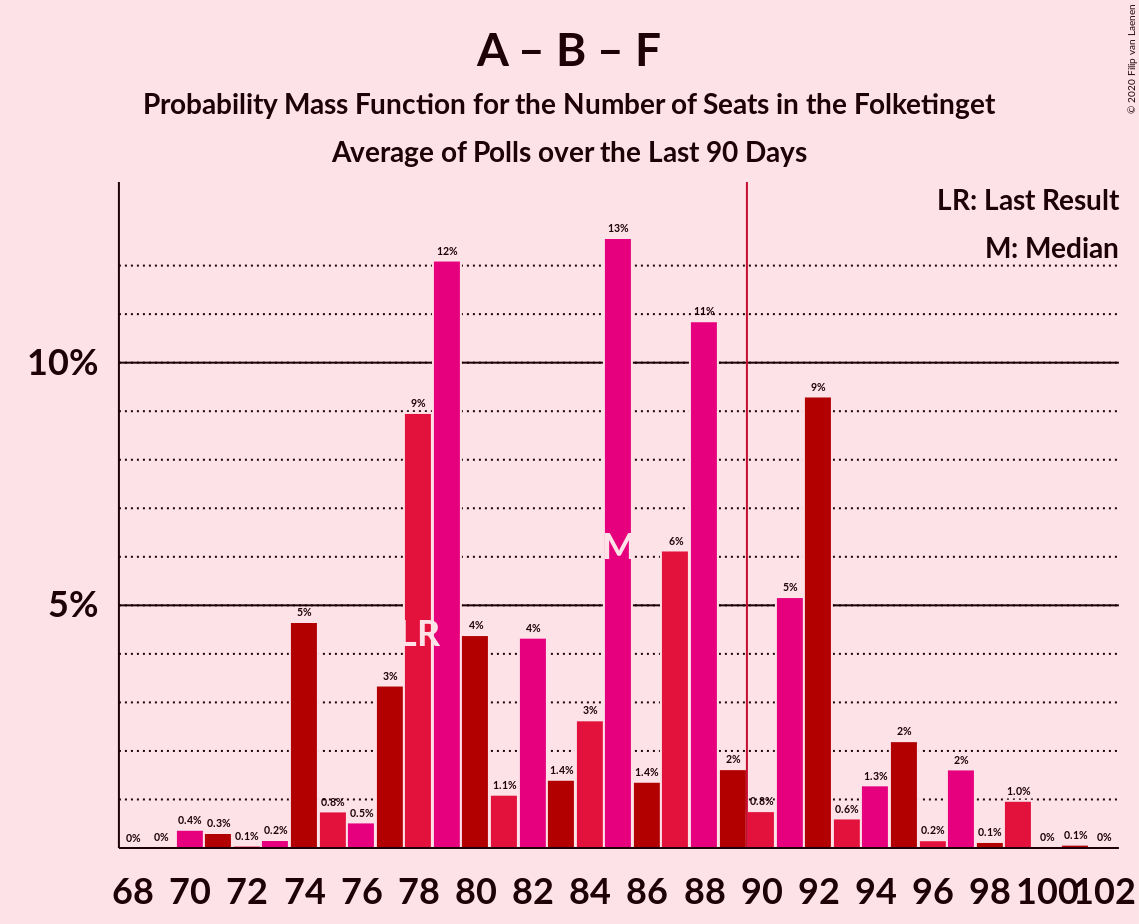 A – B – F
Probability Mass Function for the Number of Seats in the Folketinget
Average of Polls over the Last 90 Days
© 2020 Filip van Laenen
LR: Last Result
M: Median
10%
5%
0% 0% 0.4% 0.3% 0.1% 0.2% 5% 0.8% 0.5% 3% 9% 12% 4% 1.1% 4% 1.4% 3% 13% 1.4% 6% 11% 2% 0.8% 5% 9% 0.6% 1.3% 2% 0.2% 2% 0.1% 1.0% 0% 0.1% 0%
LR
M
68 70 72 74 76 78 80 82 84 86 88 90 92 94 96 98 100 102